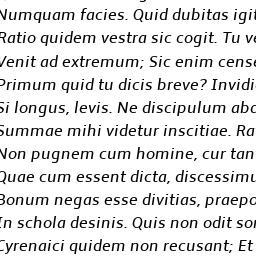 Numquam facies. Quid dubitas igit
Ratio quidem vestra sic cogit. Tu ve
Venit ad extremum; Sic enim cense
Primum quid tu dicis breve? Invidi
Si longus, levis. Ne discipulum abd
Summae mihi videtur inscitiae. Ra
Non pugnem cum homine, cur tan
Quae cum essent dicta, discessimu
Bonum negas esse divitias, praepo
In schola desinis. Quis non odit sor
Cyrenaici quidem non recusant; Et